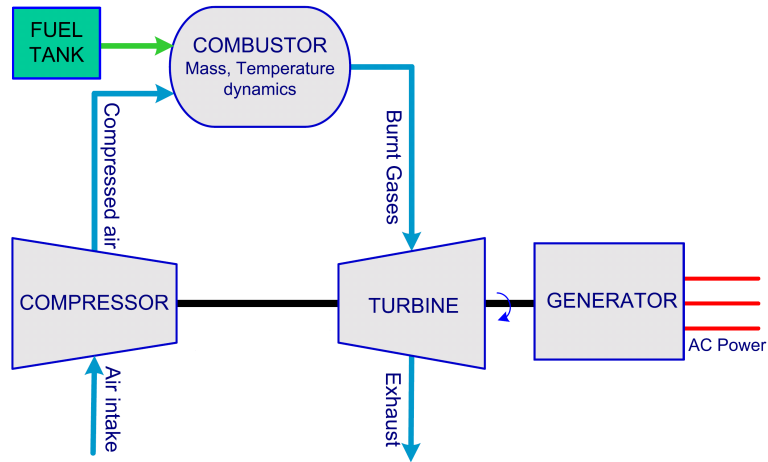 FUEL
TANK
COMBUSTOR
Mass, Temperature
dynamics
Compressed air
Burnt Gases
COMPRESSOR
TURBINE
GENERATOR
AC Power
Air intake
Exhaust